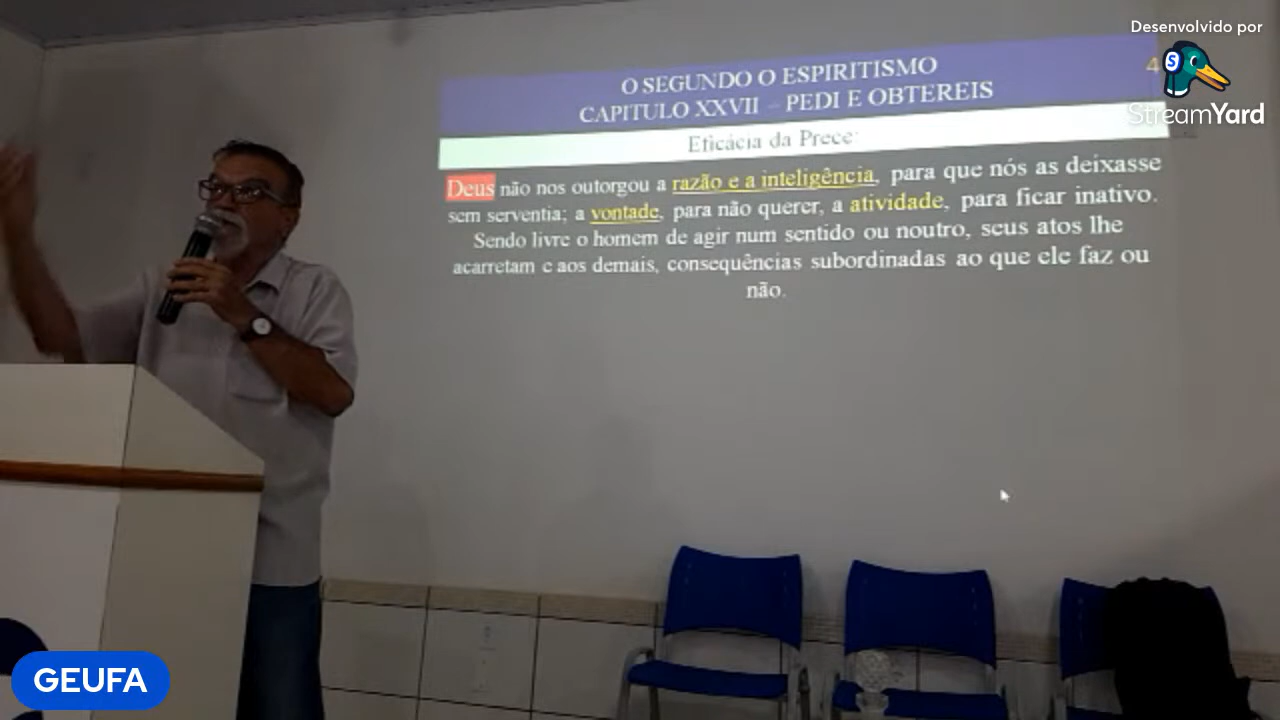 Desenvolvido por
StreamYard
O SEGUNDO O ESPIRITISMO
4
CAPITULO XXVII – PEDI E OBTEREIS
Eficácia da Prece:
Deus não nos outorgou a razão e a inteligência, para que nós as deixasse
sem serventia; a vontade, para não querer, a atividade, para ficar inativo.
Sendo livre o homem de agir num sentido ou noutro, seus atos lhe
acarretam e aos demais, consequências subordinadas ao que ele faz ou
não.
GEUFA